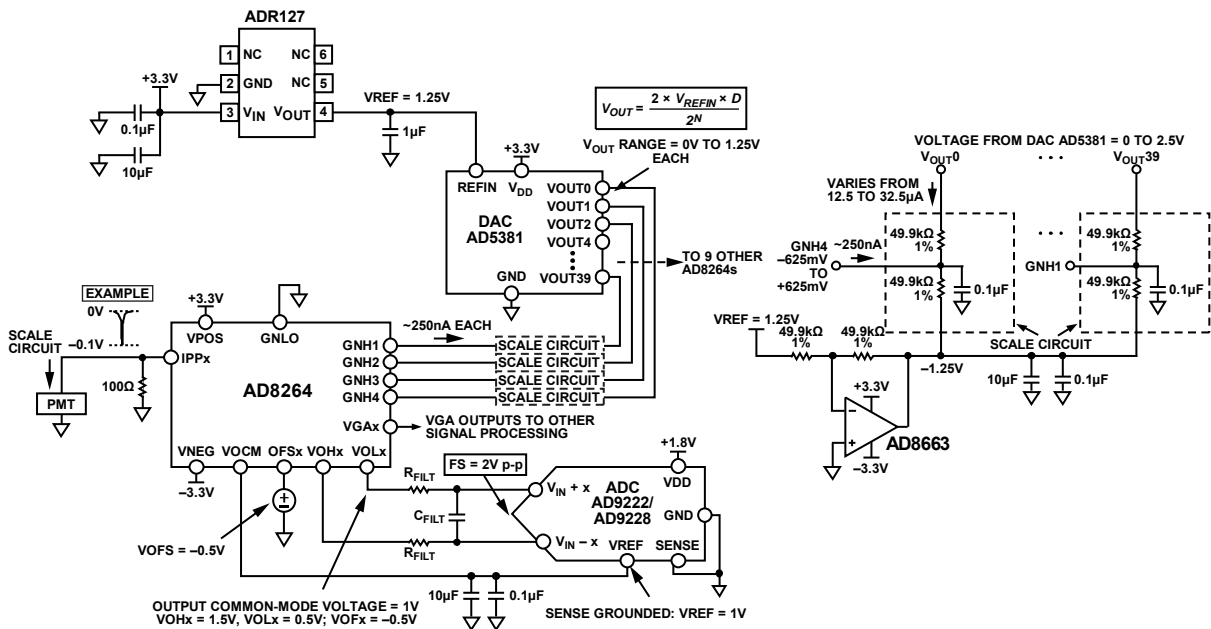 ADR127
1 NC
NC 6
2 GND
NC 5
3 VIN
VOUT 4
+3.3V
0.1µF
10µF
VREF = 1.25V
1µF
VOUT = 2 × VREFIN × D / 2^N
VOUT RANGE = 0V TO 1.25V
EACH
+3.3V
REFIN
VDD
VOUT0
VOUT1
VOUT2
VOUT4
VOUT39
DAC
AD5381
GND
TO 9 OTHER
AD8264s
EXAMPLE
0V
–0.1V
SCALE
CIRCUIT
PMT
100Ω
+3.3V
VPOS
GNLO
IPPx
AD8264
GNH1
GNH2
GNH3
GNH4
VGAx
~250nA EACH
SCALE CIRCUIT
SCALE CIRCUIT
SCALE CIRCUIT
SCALE CIRCUIT
VGA OUTPUTS TO OTHER
SIGNAL PROCESSING
VNEG
VOCM
OFSx
VOHx
VOLx
–3.3V
VOFS = –0.5V
RFILT
CFILT
RFILT
FS = 2V p-p
+1.8V
VDD
VIN + x
VIN – x
ADC
AD9222/
AD9228
GND
VREF
SENSE
10µF
0.1µF
OUTPUT COMMON-MODE VOLTAGE = 1V
VOHx = 1.5V, VOLx = 0.5V; VOFx = –0.5V
SENSE GROUNDED: VREF = 1V
VOLTAGE FROM DAC AD5381 = 0 TO 2.5V
VOUT0
· · ·
VOUT39
VARIES FROM
12.5 TO 32.5µA
49.9kΩ
1%
49.9kΩ
1%
0.1µF
GNH4
–625mV
TO
+625mV
~250nA
· · ·
49.9kΩ
1%
GNH1
49.9kΩ
1%
0.1µF
SCALE CIRCUIT
VREF = 1.25V
49.9kΩ
1%
49.9kΩ
1%
–1.25V
10µF
0.1µF
+3.3V
AD8663
–3.3V